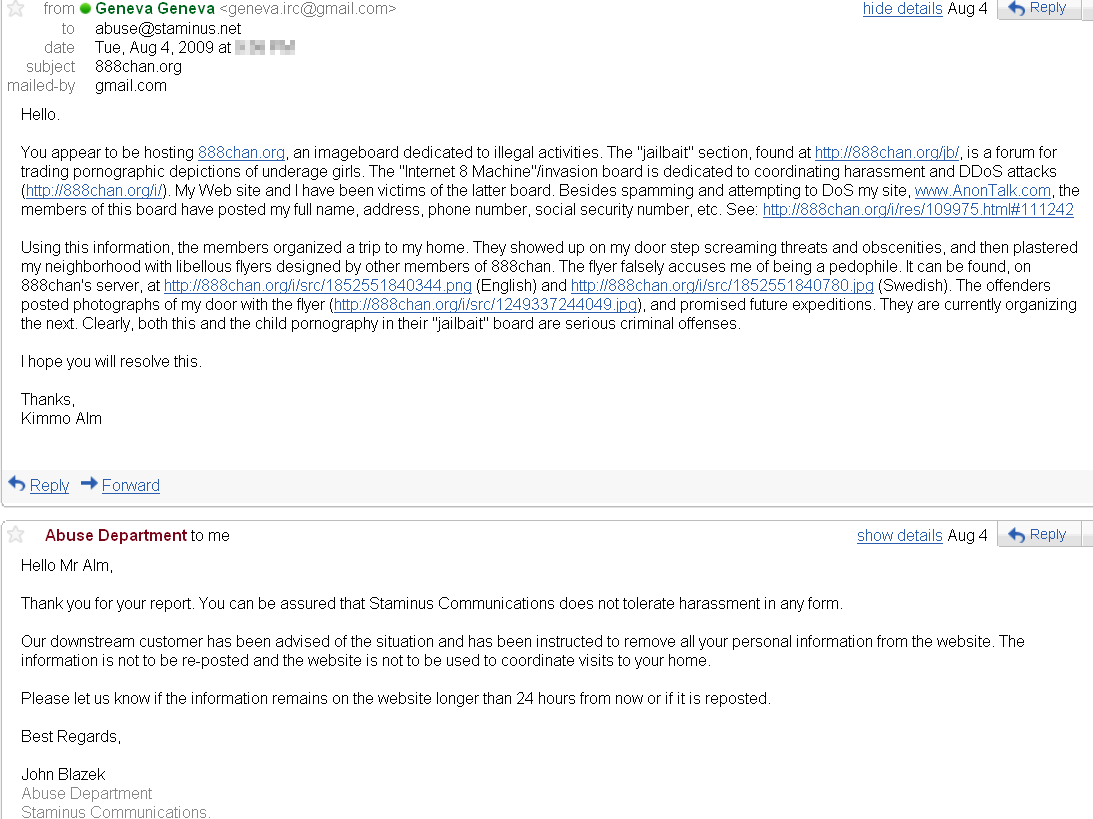 from Geneva Geneva <geneva.irc@gmail.com> hide details Aug 4 Reply
to abuse@staminus.net
date Tue, Aug 4, 2009 at
subject 888chan.org
mailed-by gmail.com
Hello.
You appear to be hosting 888chan.org, an imageboard dedicated to illegal activities. The "jailbait" section, found at http://888chan.org/jb/, is a forum for
trading pornographic depictions of underage girls. The "Internet 8 Machine"/invasion board is dedicated to coordinating harassment and DDoS attacks
(http://888chan.org/i/). My Web site and I have been victims of the latter board. Besides spamming and attempting to DoS my site, www.AnonTalk.com, the
members of this board have posted my full name, address, phone number, social security number, etc. See: http://888chan.org/i/res/109975.html#111242
Using this information, the members organized a trip to my home. They showed up on my door step screaming threats and obscenities, and then plastered
my neighborhood with libellous flyers designed by other members of 888chan. The flyer falsely accuses me of being a pedophile. It can be found, on
888chan's server, at http://888chan.org/i/src/1852551840344.png (English) and http://888chan.org/i/src/1852551840780.jpg (Swedish). The offenders
posted photographs of my door with the flyer (http://888chan.org/i/src/1249337244049.jpg), and promised future expeditions. They are currently organizing
the next. Clearly, both this and the child pornography in their "jailbait" board are serious criminal offenses.
I hope you will resolve this.
Thanks,
Kimmo Alm
Reply Forward
Abuse Department to me show details Aug 4 Reply
Hello Mr Alm,
Thank you for your report. You can be assured that Staminus Communications does not tolerate harassment in any form.
Our downstream customer has been advised of the situation and has been instructed to remove all your personal information from the website. The
information is not to be re-posted and the website is not to be used to coordinate visits to your home.
Please let us know if the information remains on the website longer than 24 hours from now or if it is reposted.
Best Regards,
John Blazek
Abuse Department
Staminus Communications.